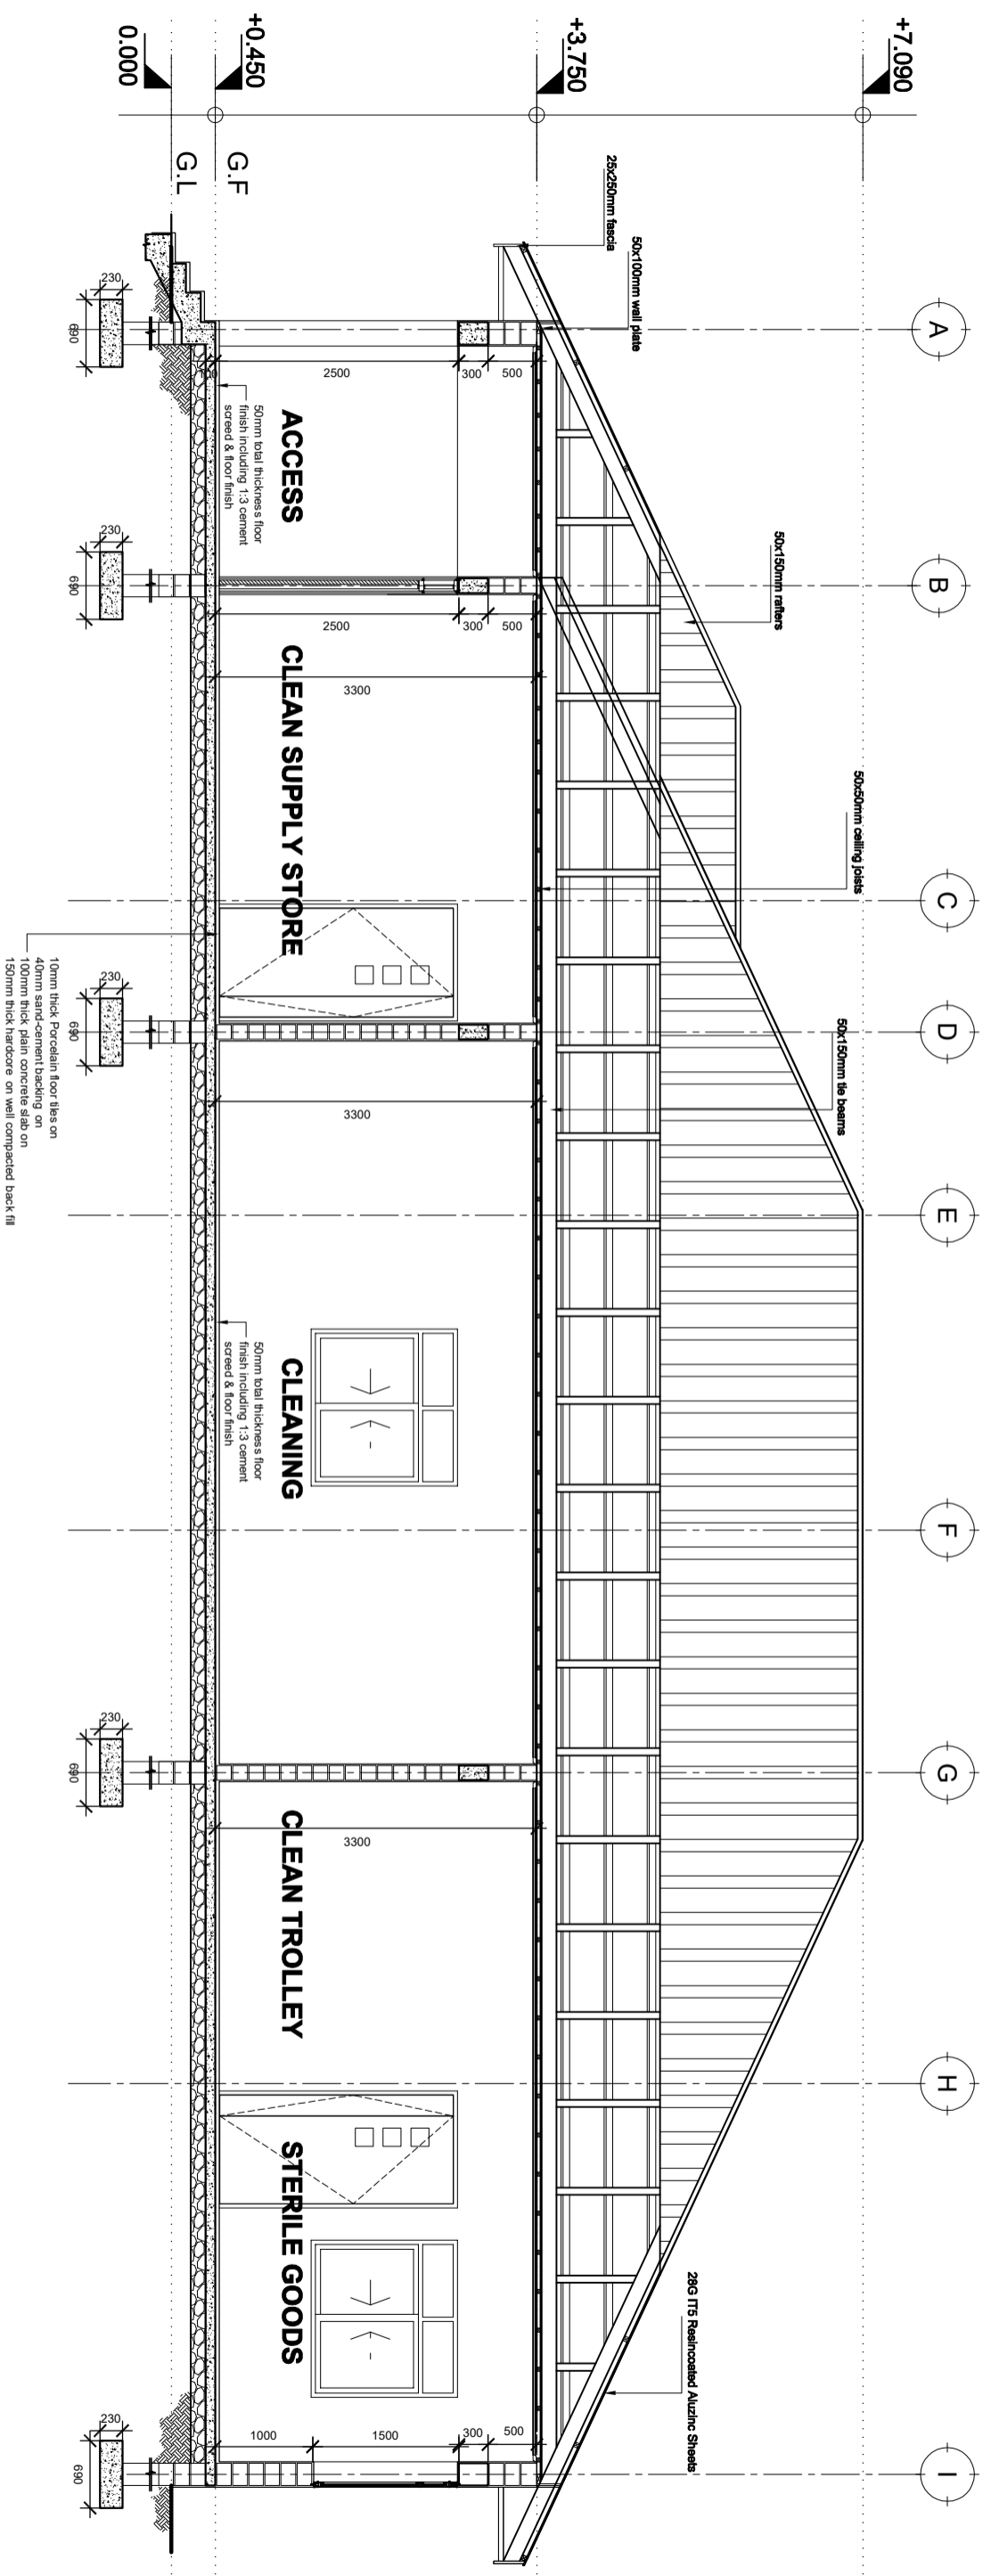 A
B
C
D
E
F
G
H
I
+7.090
+3.750
+0.450
0.000
G.F
G.L
25x250mm fascia
50x100mm wall plate
50x150mm rafters
50x50mm ceiling joists
50x150mm tie beams
28G IT5 Resincoated Aluzinc Sheets
500
300
2500
500
300
2500
3300
3300
3300
500
300
1500
1000
ACCESS
CLEAN SUPPLY STORE
CLEANING
CLEAN TROLLEY
STERILE GOODS
50mm total thickness floor
finish including 1:3 cement
screed & floor finish
50mm total thickness floor
finish including 1:3 cement
screed & floor finish
230
690
230
690
230
690
230
690
230
690
10mm thick Porcelain floor tiles on
40mm sand-cement backing on
100mm thick plain concrete slab on
150mm thick hardcore on well compacted back fill